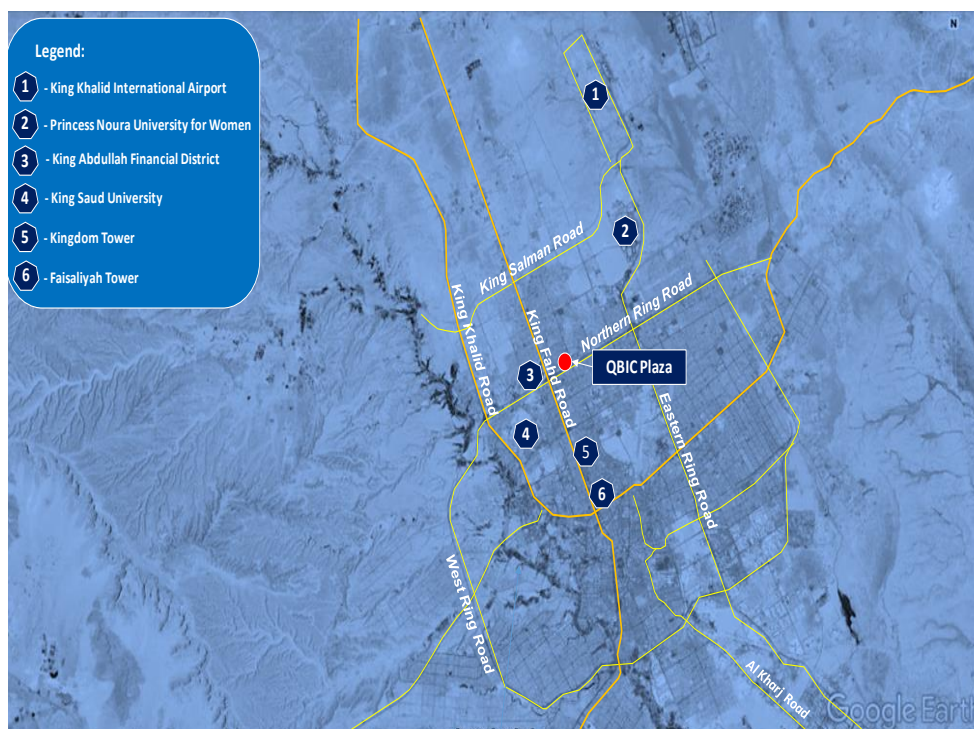 N
Legend:
1 - King Khalid International Airport
2 - Princess Noura University for Women
3 - King Abdullah Financial District
4 - King Saud University
5 - Kingdom Tower
6 - Faisaliyah Tower
1
2
King Salman Road
Northern Ring Road
King Khalid Road
King Fahd Road
QBIC Plaza
3
4
5
6
Eastern Ring Road
West Ring Road
Al Kharj Road
Google Earth